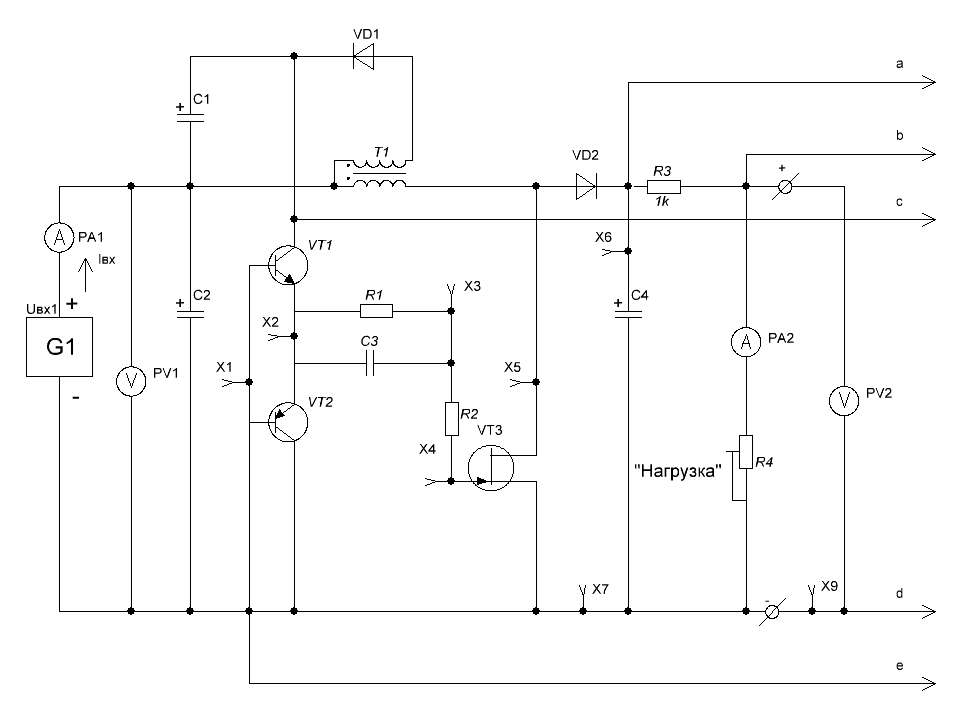 VD1
a
+ C1
T1
VD2
b
R3
+
1k
c
PA1
A
VT1
X6
Iвх
Uвх1 +
+ C2
R1
X3
+ C4
G1
X2
C3
A PA2
X1
X5
-
V PV1
VT2
V PV2
R2
VT3
X4
"Нагрузка" R4
X7
- X9
d
e